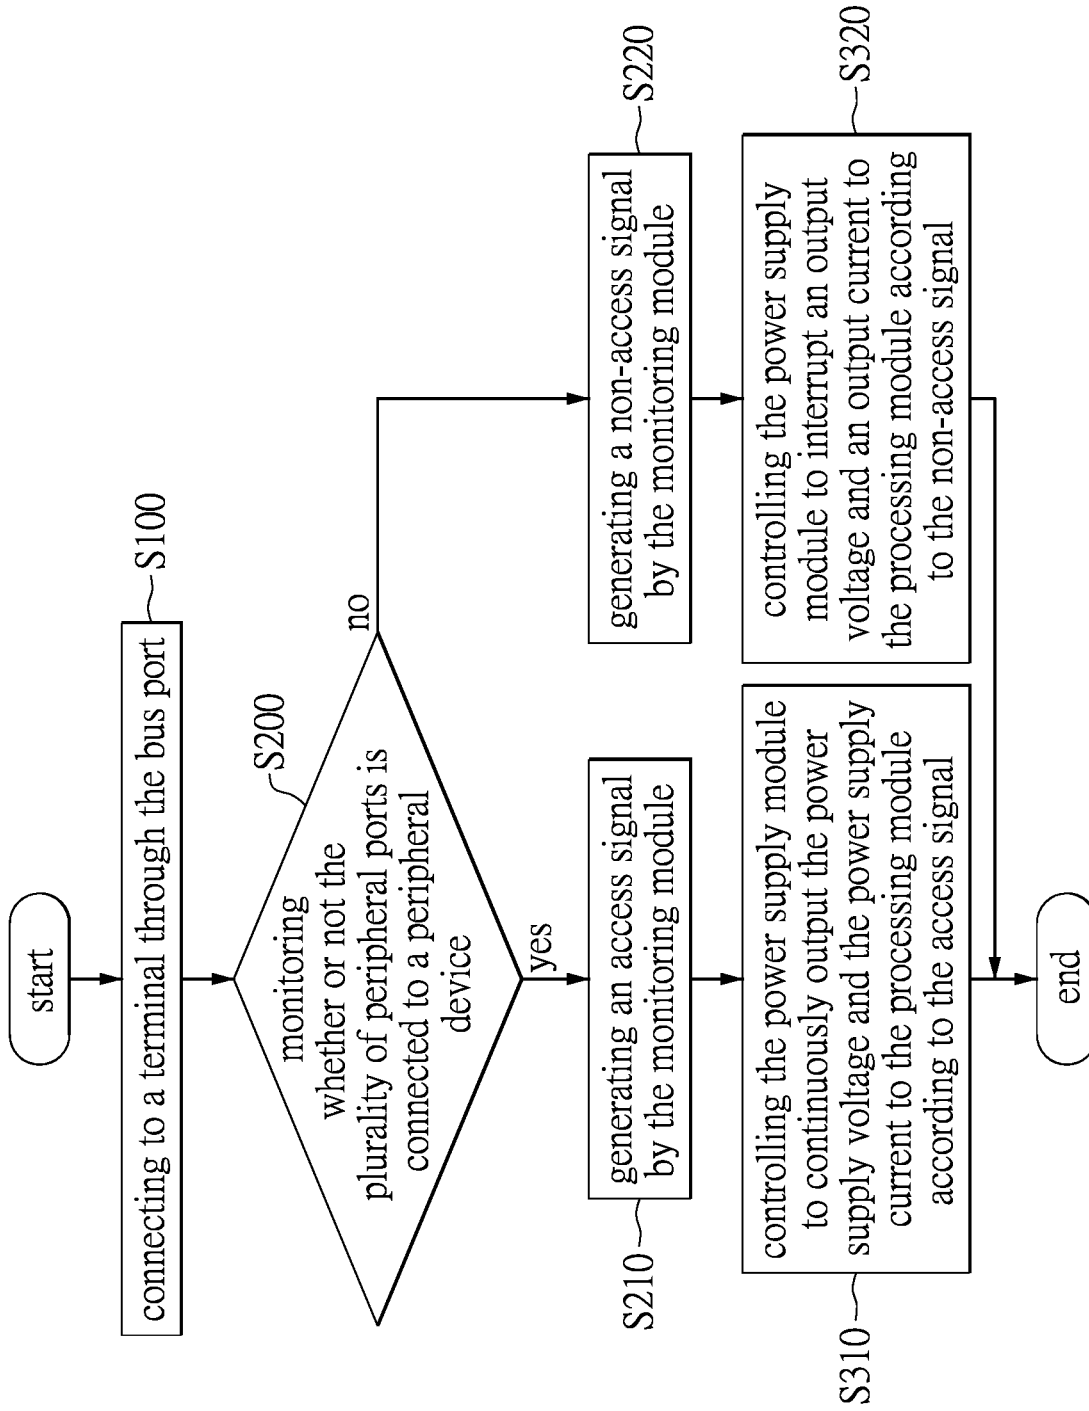 start
connecting to a terminal through the bus port
S100
monitoring
whether or not the
plurality of peripheral ports is
connected to a peripheral
device
S200
no
yes
generating an access signal
by the monitoring module
S210
generating a non-access signal
by the monitoring module
S220
controlling the power supply module
to continuously output the power
supply voltage and the power supply
current to the processing module
according to the access signal
S310
controlling the power supply
module to interrupt an output
voltage and an output current to
the processing module according
to the non-access signal
S320
end